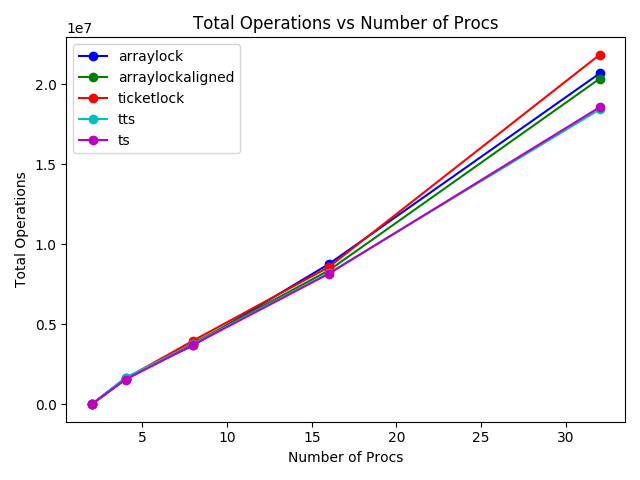 Total Operations vs Number of Procs
1e7
arraylock
arraylockaligned
ticketlock
tts
ts
Total Operations
2.0
1.5
1.0
0.5
0.0
5
10
15
20
25
30
Number of Procs